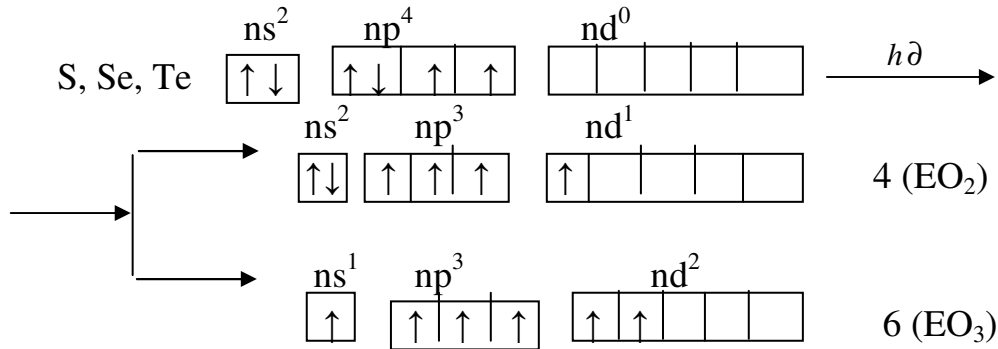 ns² np⁴ nd⁰
S, Se, Te ↑↓ ↑↓ ↑ ↑ h∂
ns² np³ nd¹
↑↓ ↑ ↑ ↑ ↑ 4 (EO₂)
ns¹ np³ nd²
↑ ↑ ↑ ↑ ↑ ↑ 6 (EO₃)